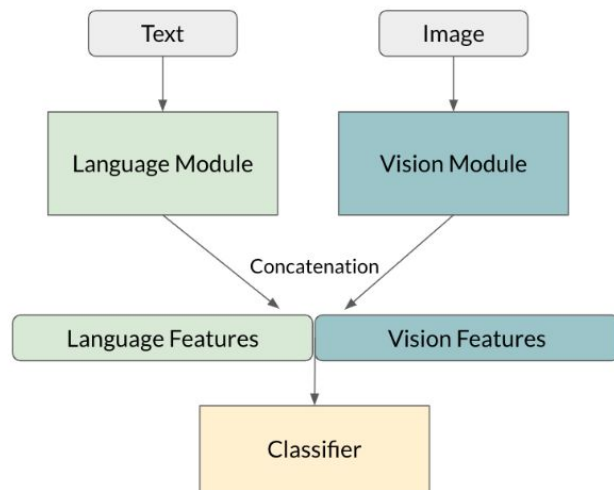 Text
Image
Language Module
Vision Module
Concatenation
Language Features
Vision Features
Classifier